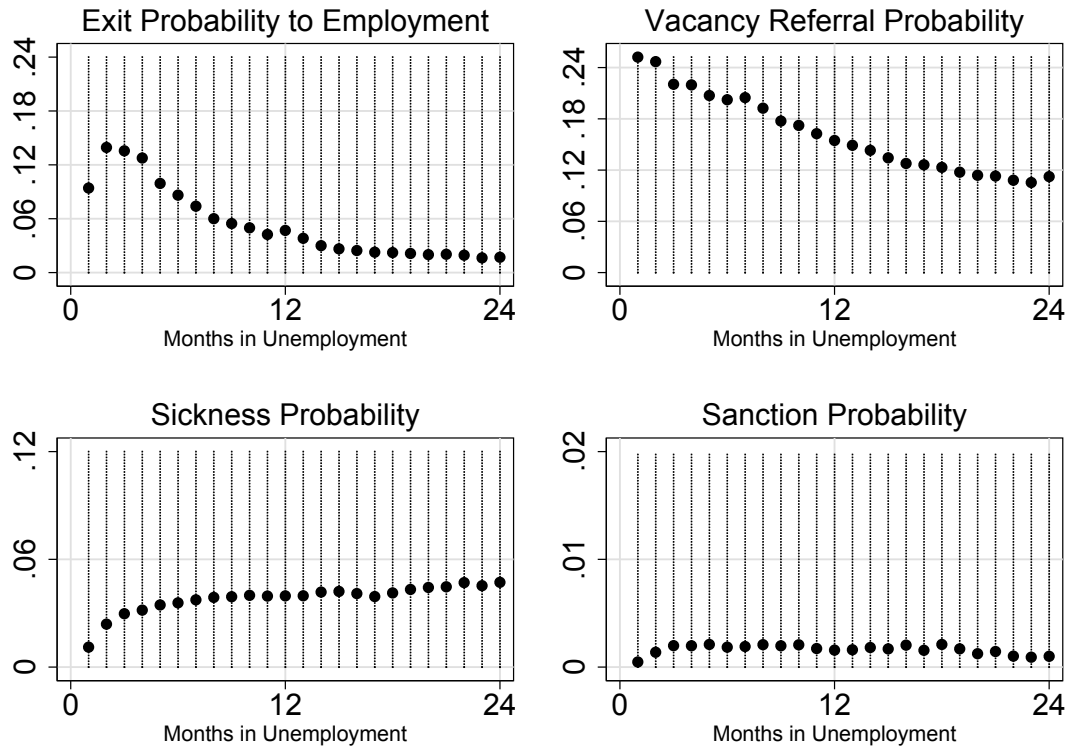 Exit Probability to Employment
.24
.18
.12
.06
0
0 12 24
Months in Unemployment
Vacancy Referral Probability
.24
.18
.12
.06
0
0 12 24
Months in Unemployment
Sickness Probability
.12
.06
0
0 12 24
Months in Unemployment
Sanction Probability
.02
.01
0
0 12 24
Months in Unemployment